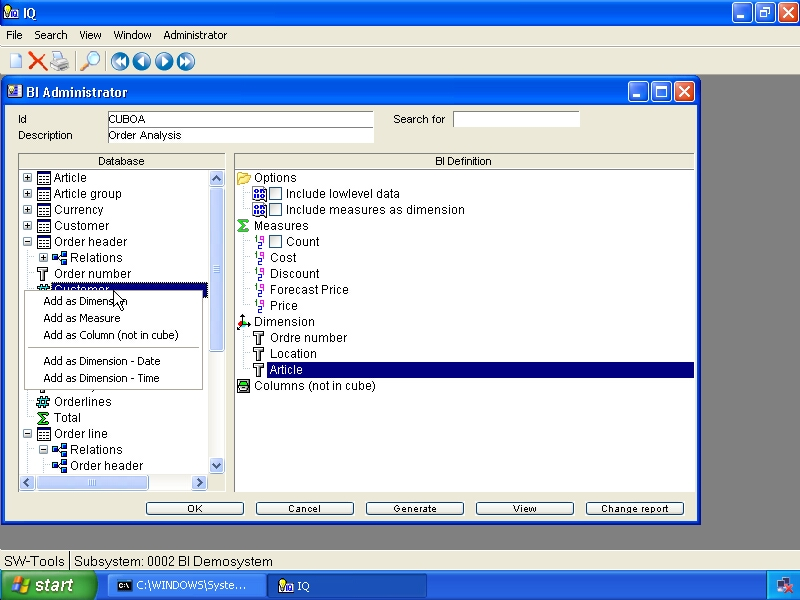 IQ
File Search View Window Administrator
BI Administrator
Id CUBOA Search for
Description Order Analysis
Database BI Definition
Article
Article group
Currency
Customer
Order header
Relations
Order number
Customer
Add as Dimension
Add as Measure
Add as Column (not in cube)
Add as Dimension - Date
Add as Dimension - Time
Orderlines
Total
Order line
Relations
Order header
Options
Include lowlevel data
Include measures as dimension
Measures
Count
Cost
Discount
Forecast Price
Price
Dimension
Ordre number
Location
Article
Columns (not in cube)
OK Cancel Generate View Change report
SW-Tools Subsystem: 0002 BI Demosystem
start C:\WINDOWS\Syste... IQ